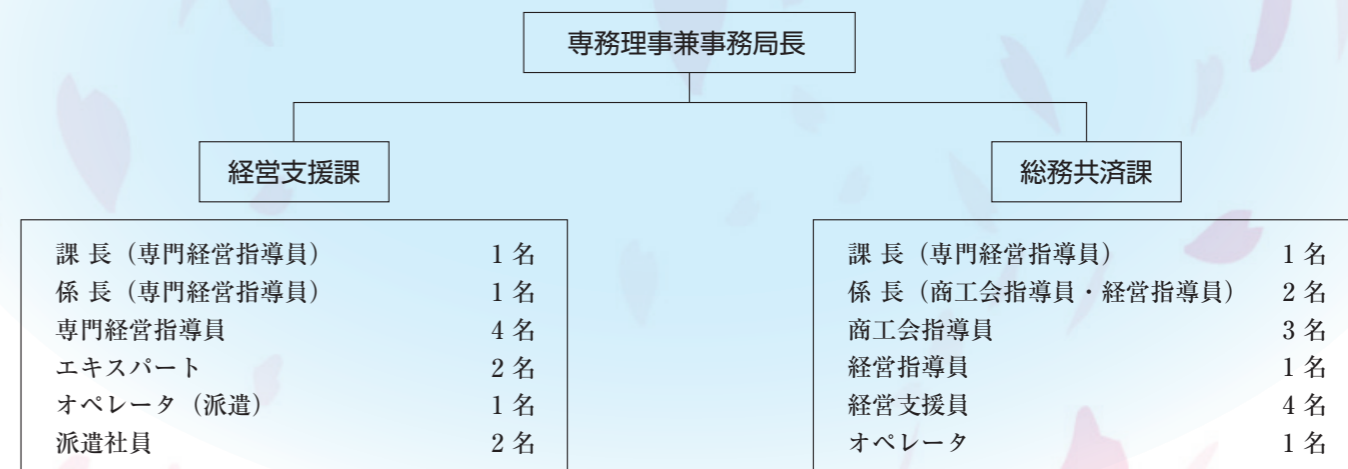 専務理事兼事務局長
経営支援課
課 長（専門経営指導員） 1 名
係 長（専門経営指導員） 1 名
専門経営指導員 4 名
エキスパート 2 名
オペレータ（派遣） 1 名
派遣社員 2 名
総務共済課
課 長（専門経営指導員） 1 名
係 長（商工会指導員・経営指導員） 2 名
商工会指導員 3 名
経営指導員 1 名
経営支援員 4 名
オペレータ 1 名